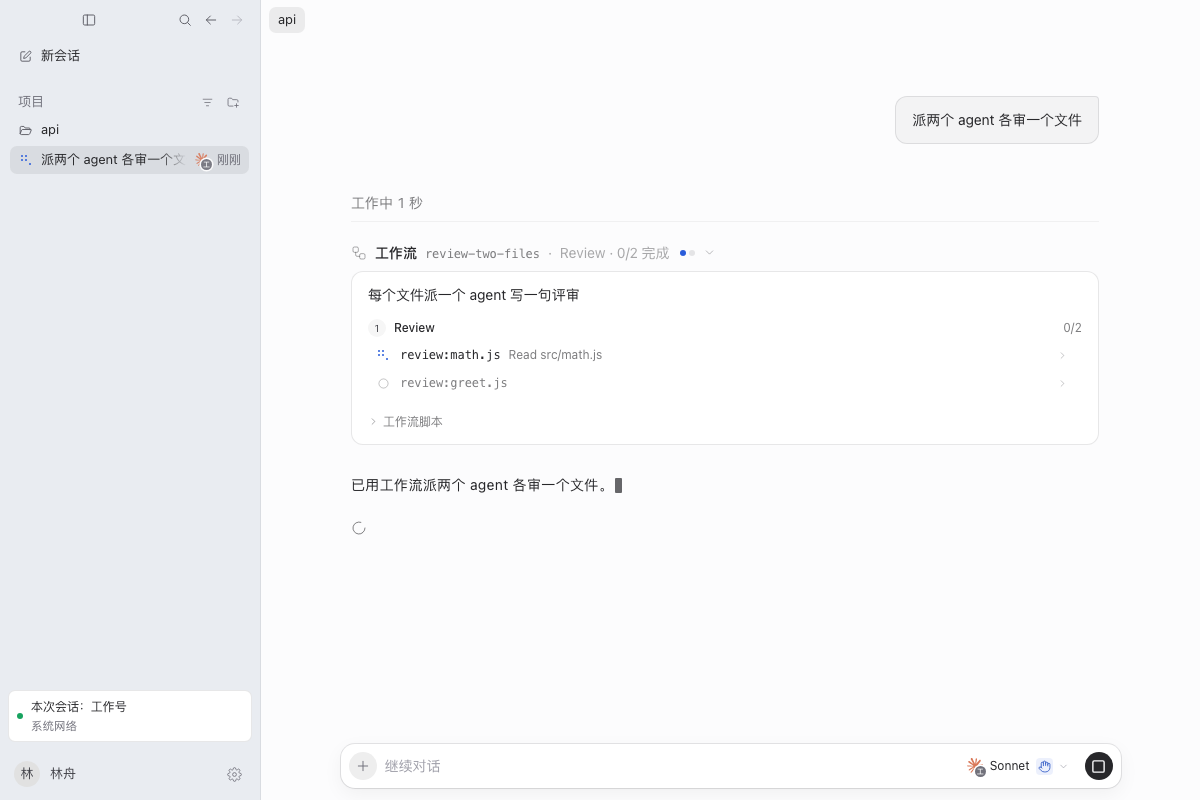 api
新会话
项目
api
派两个 agent 各审一个文
工
刚刚
派两个 agent 各审一个文件
工作中 1 秒
工作流 review-two-files · Review · 0/2 完成
每个文件派一个 agent 写一句评审
1 Review 0/2
review:math.js Read src/math.js
review:greet.js
工作流脚本
已用工作流派两个 agent 各审一个文件。
本次会话：工作号
系统网络
林 林舟
继续对话
工 Sonnet